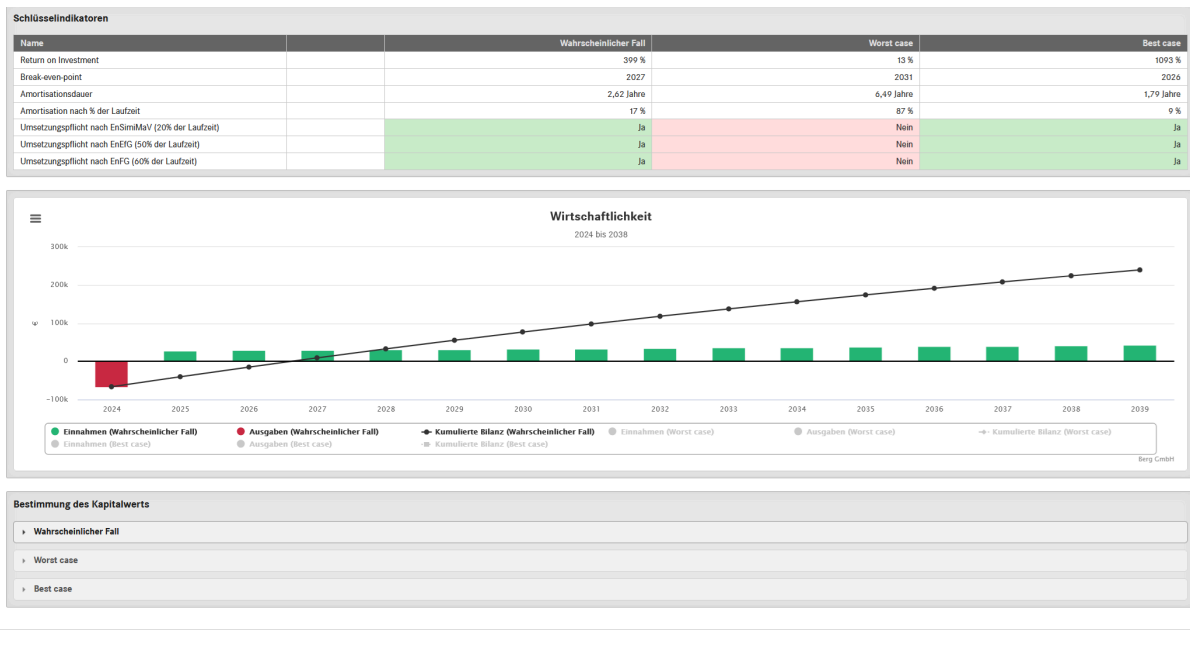 Schlüsselindikatoren
Name Wahrscheinlicher Fall Worst case Best case
Return on Investment 399 % 13 % 1093 %
Break-even-point 2027 2031 2026
Amortisationsdauer 2,62 Jahre 6,49 Jahre 1,79 Jahre
Amortisation nach % der Laufzeit 17 % 87 % 9 %
Umsetzungspflicht nach EnSimiMaV (20% der Laufzeit) Ja Nein Ja
Umsetzungspflicht nach EnEfG (50% der Laufzeit) Ja Nein Ja
Umsetzungspflicht nach EnFG (60% der Laufzeit) Ja Nein Ja
Wirtschaftlichkeit
2024 bis 2038
300k
200k
€ 100k
0
-100k
2024 2025 2026 2027 2028 2029 2030 2031 2032 2033 2034 2035 2036 2037 2038 2039
Einnahmen (Wahrscheinlicher Fall) Ausgaben (Wahrscheinlicher Fall) Kumulierte Bilanz (Wahrscheinlicher Fall) Einnahmen (Worst case) Ausgaben (Worst case) Kumulierte Bilanz (Worst case)
Einnahmen (Best case) Ausgaben (Best case) Kumulierte Bilanz (Best case)
Berg GmbH
Bestimmung des Kapitalwerts
Wahrscheinlicher Fall
Worst case
Best case